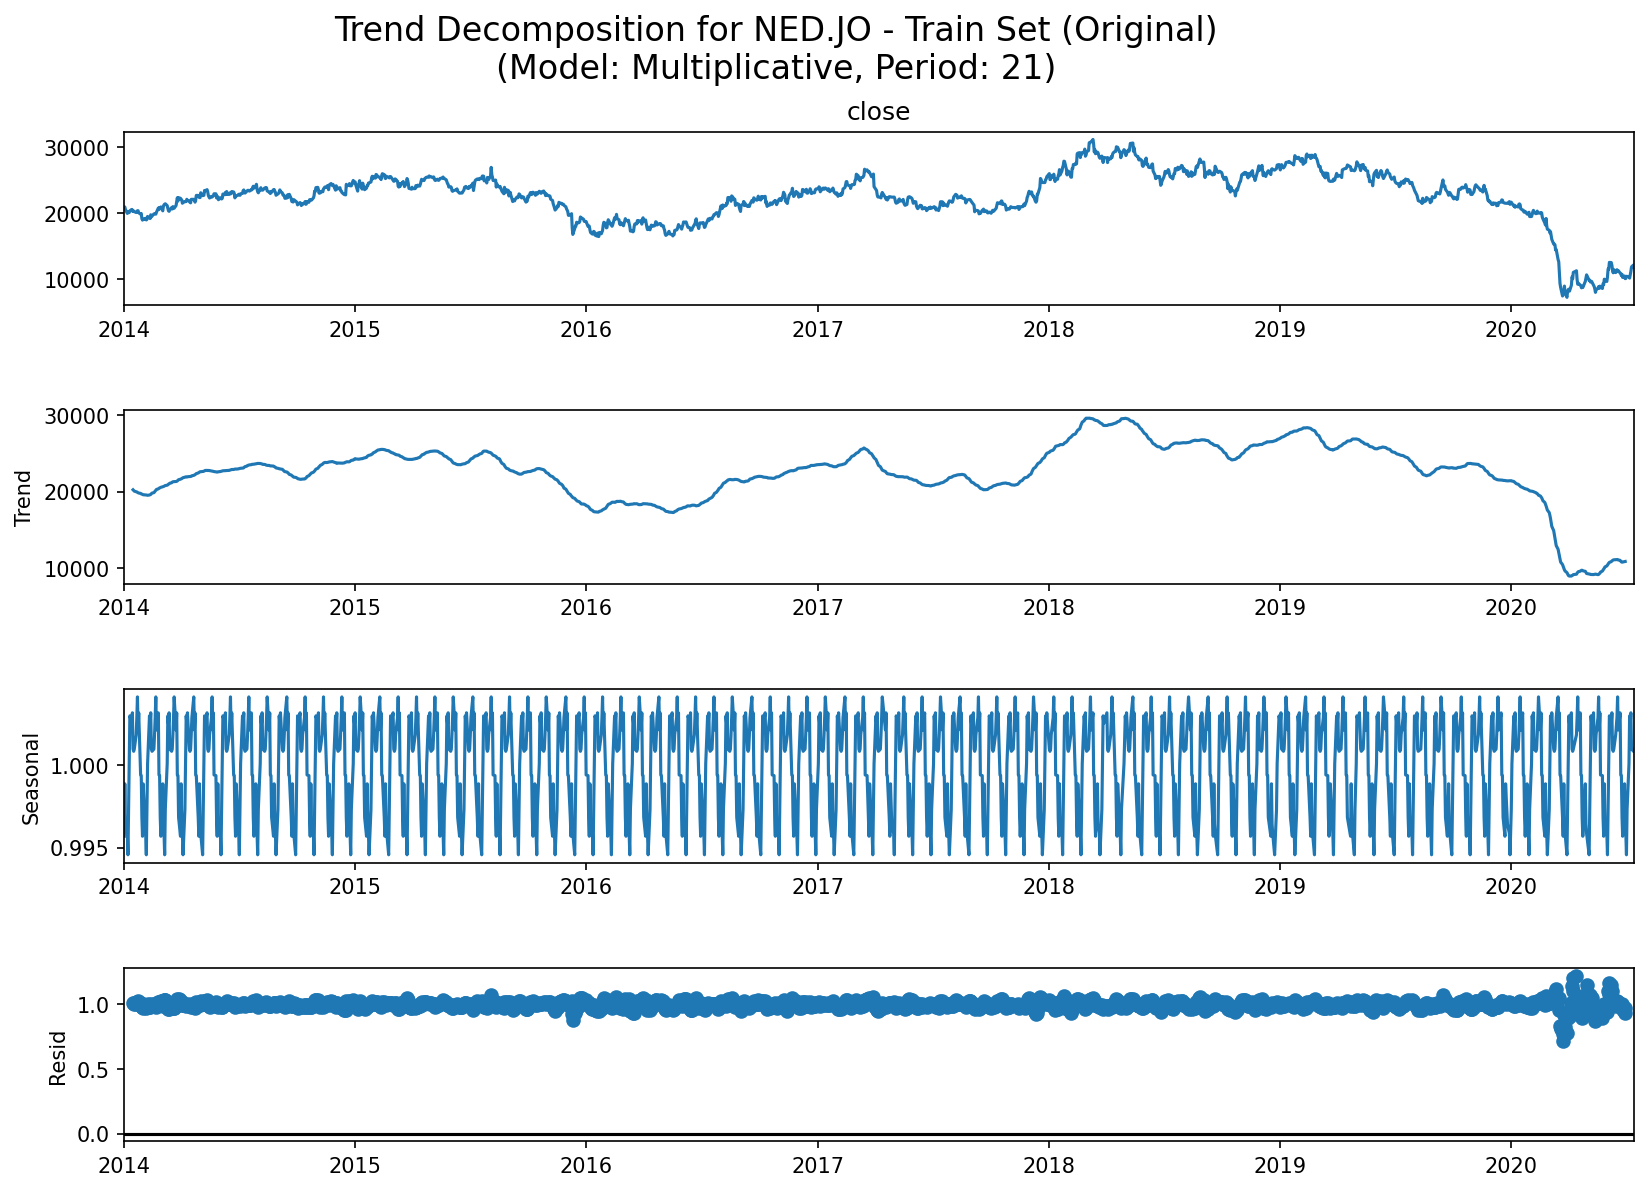 Trend Decomposition for NED.JO - Train Set (Original)
(Model: Multiplicative, Period: 21)
close
30000
20000
10000
2014 2015 2016 2017 2018 2019 2020
Trend
30000
20000
10000
2014 2015 2016 2017 2018 2019 2020
Seasonal
1.000
0.995
2014 2015 2016 2017 2018 2019 2020
Resid
1.0
0.5
0.0
2014 2015 2016 2017 2018 2019 2020